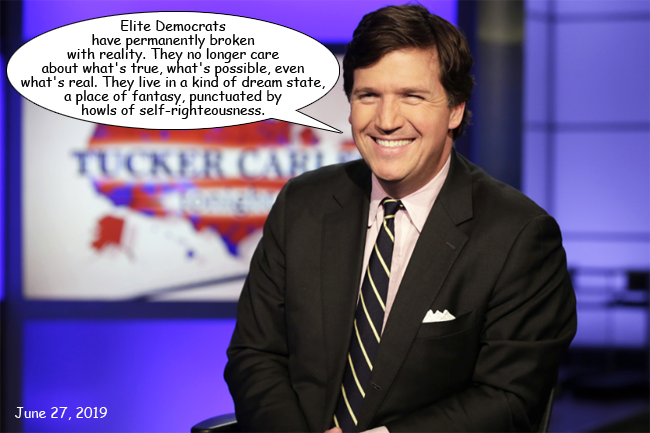 Elite Democrats
have permanently broken
with reality. They no longer care
about what's true, what's possible, even
what's real. They live in a kind of dream state,
a place of fantasy, punctuated by
howls of self-righteousness.
TUCKER
June 27, 2019